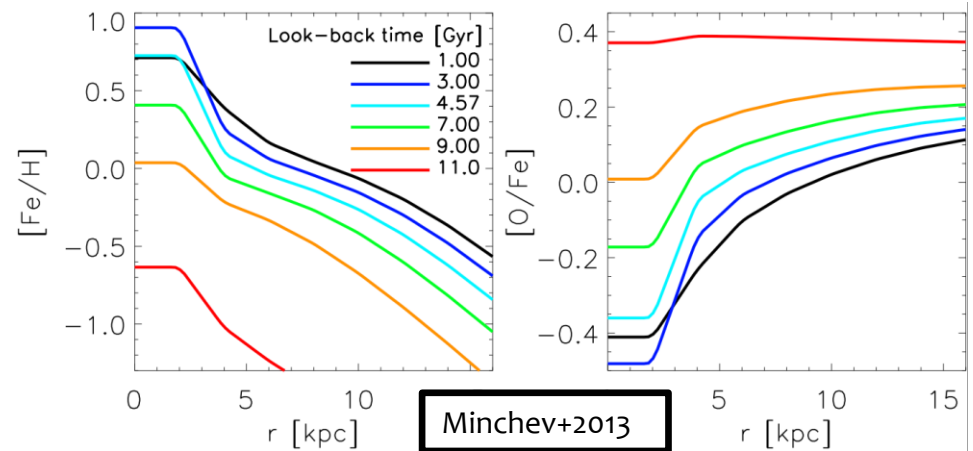 1.0
0.5
0.0
−0.5
−1.0
[Fe/H]
Look-back time [Gyr]
1.00
3.00
4.57
7.00
9.00
11.0
0 5 10
r [kpc]
0.4
0.2
0.0
−0.2
−0.4
[O/Fe]
5 10 15
r [kpc]
Minchev+2013